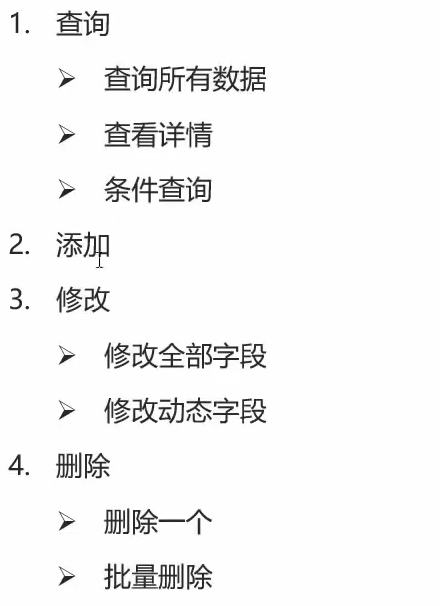 1. 查询
➢ 查询所有数据
➢ 查看详情
➢ 条件查询
2. 添加
3. 修改
➢ 修改全部字段
➢ 修改动态字段
4. 删除
➢ 删除一个
➢ 批量删除